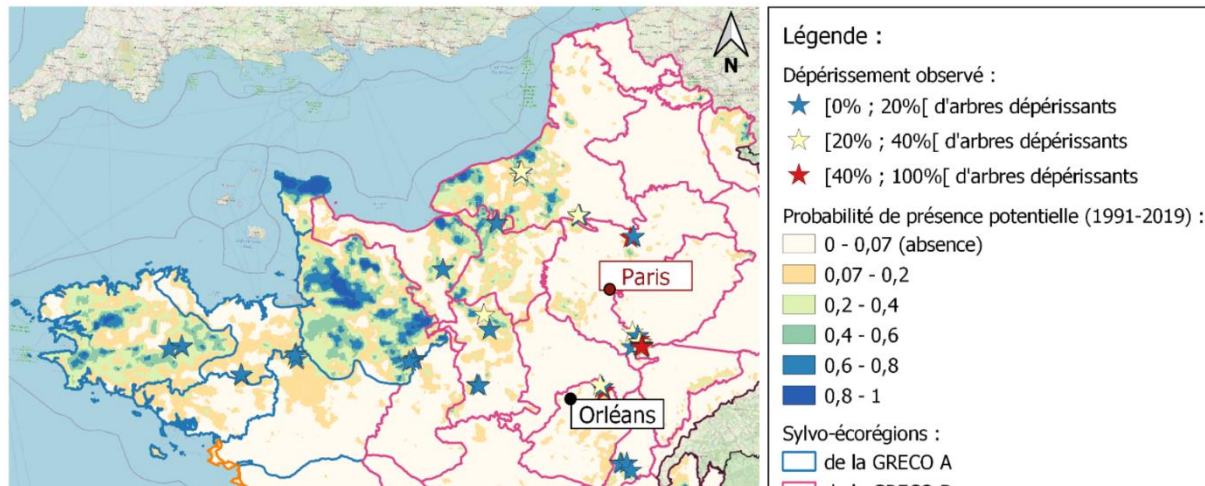 N
Paris
Orléans
Légende :
Dépérissement observé :
[0% ; 20%[ d'arbres dépérissants
[20% ; 40%[ d'arbres dépérissants
[40% ; 100%[ d'arbres dépérissants
Probabilité de présence potentielle (1991-2019) :
0 - 0,07 (absence)
0,07 - 0,2
0,2 - 0,4
0,4 - 0,6
0,6 - 0,8
0,8 - 1
Sylvo-écorégions :
de la GRECO A